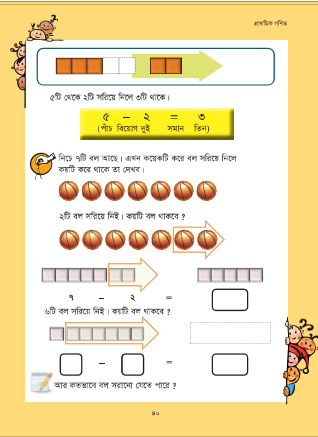 প্রাথমিক গণিত
৫টি থেকে ২টি সরিয়ে নিলে ৩টি থাকে।
৫ – ২ = ৩
(পাঁচ বিয়োগ দুই সমান তিন)
নিচে ৭টি বল আছে। এখন কয়েকটি করে বল সরিয়ে নিলে
কয়টি করে থাকে তা দেখব।
২টি বল সরিয়ে নিই। কয়টি বল থাকবে ?
৭ – ২ =
৬টি বল সরিয়ে নিই। কয়টি বল থাকবে ?
– =
আর কতভাবে বল সরানো যেতে পারে ?
৪০